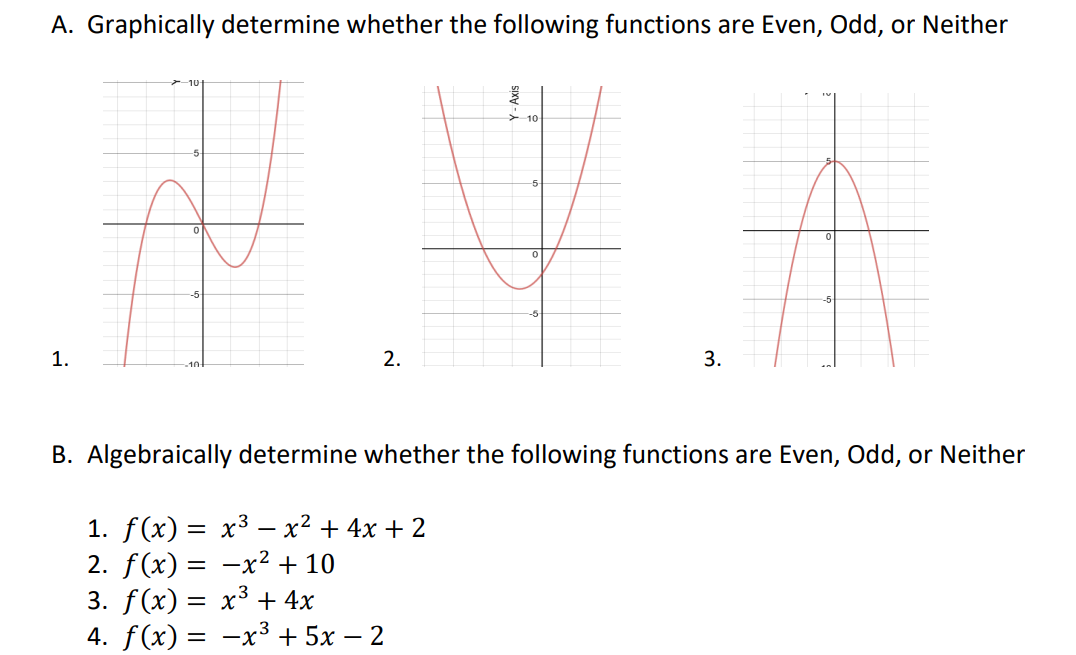 A. Graphically determine whether the following functions are Even, Odd, or Neither
10
5
0
-5
-10
1.
Y - Axis
10
5
0
-5
2.
5
0
-5
3.
B. Algebraically determine whether the following functions are Even, Odd, or Neither
1. f(x) = x³ − x² + 4x + 2
2. f(x) = −x² + 10
3. f(x) = x³ + 4x
4. f(x) = −x³ + 5x − 2